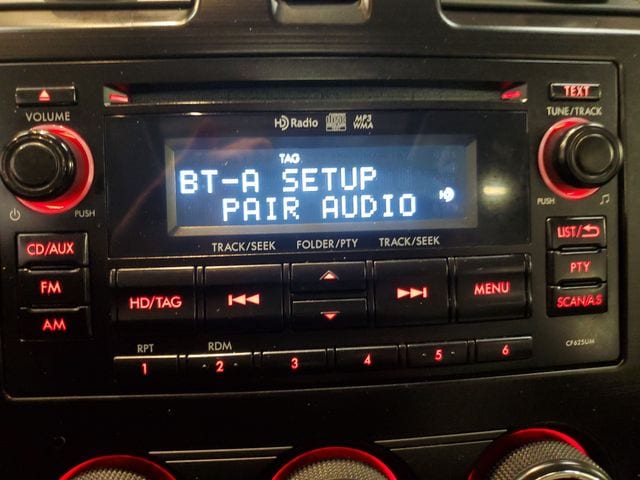 TEXT
VOLUME
TUNE/TRACK
HD Radio
MP3
WMA
TAG
BT-A SETUP
PAIR AUDIO
HD
PUSH
PUSH
TRACK/SEEK FOLDER/PTY TRACK/SEEK
CD/AUX
LIST/
FM
PTY
AM
SCAN/AS
HD/TAG
MENU
RPT
RDM
1 2 3 4 5 6
CF625UM